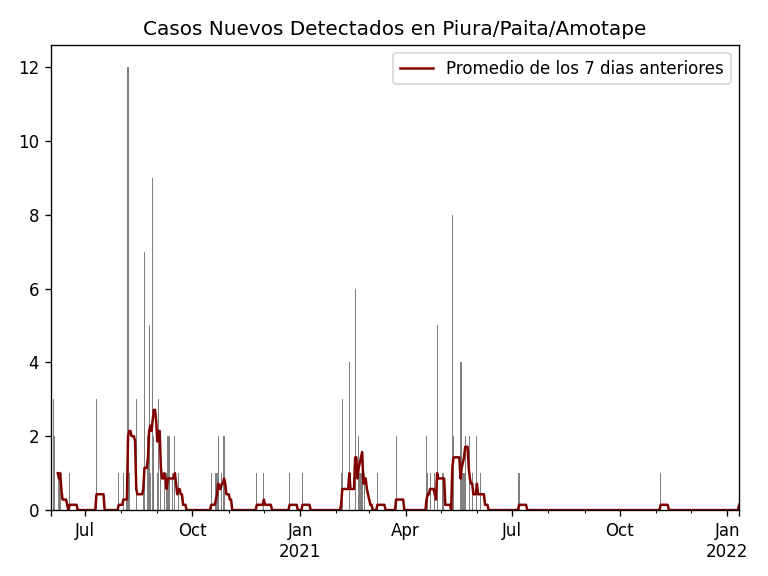 Casos Nuevos Detectados en Piura/Paita/Amotape
Promedio de los 7 dias anteriores
12
10
8
6
4
2
0
Jul
Oct
Jan
2021
Apr
Jul
Oct
Jan
2022